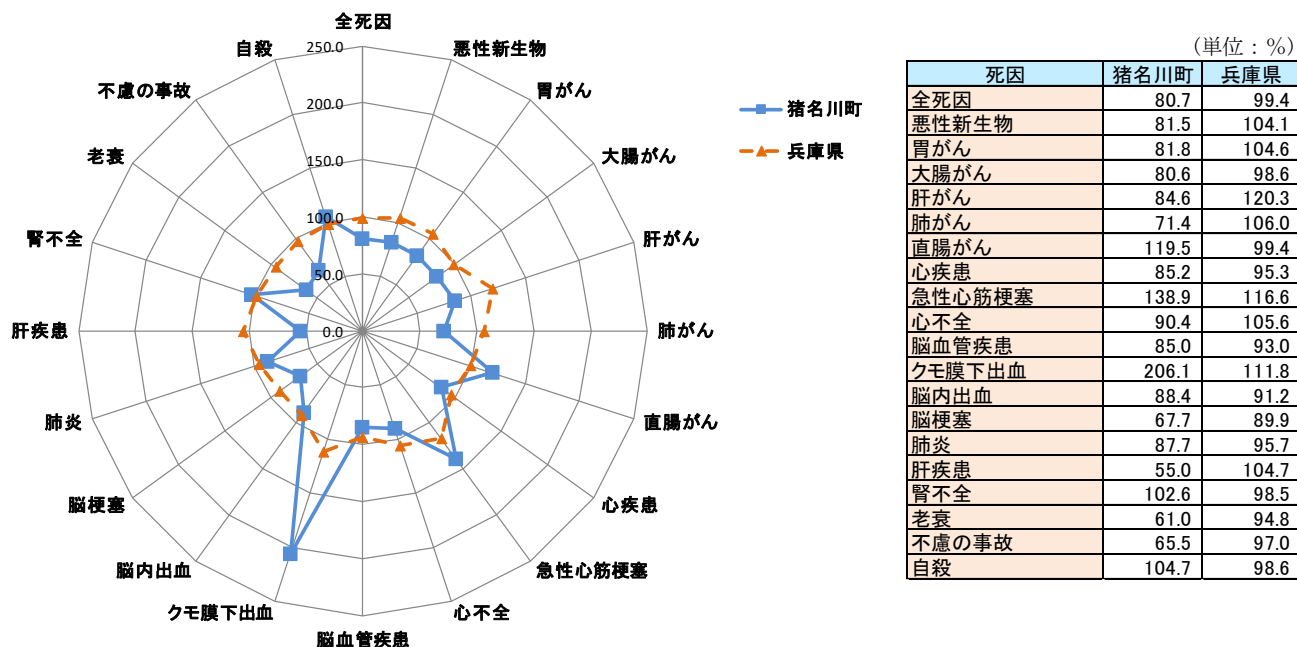 全死因
250.0
自殺
悪性新生物
不慮の事故
200.0
胃がん
老衰
150.0
大腸がん
腎不全
100.0
肝がん
50.0
肝疾患
0.0
肺がん
肺炎
直腸がん
脳梗塞
心疾患
脳内出血
急性心筋梗塞
クモ膜下出血
心不全
脳血管疾患
猪名川町
兵庫県
(単位：%)
死因 猪名川町 兵庫県
全死因 80.7 99.4
悪性新生物 81.5 104.1
胃がん 81.8 104.6
大腸がん 80.6 98.6
肝がん 84.6 120.3
肺がん 71.4 106.0
直腸がん 119.5 99.4
心疾患 85.2 95.3
急性心筋梗塞 138.9 116.6
心不全 90.4 105.6
脳血管疾患 85.0 93.0
クモ膜下出血 206.1 111.8
脳内出血 88.4 91.2
脳梗塞 67.7 89.9
肺炎 87.7 95.7
肝疾患 55.0 104.7
腎不全 102.6 98.5
老衰 61.0 94.8
不慮の事故 65.5 97.0
自殺 104.7 98.6